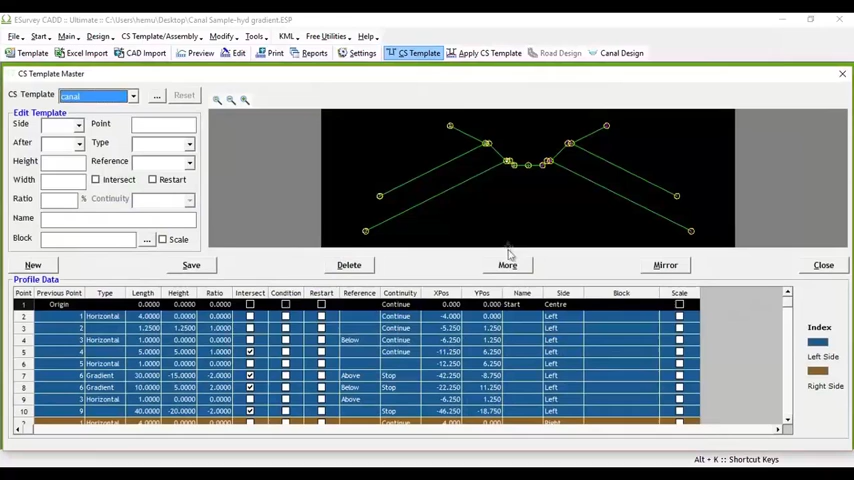 ESurvey CADD :: Ultimate :: C:\Users\hemu\Desktop\Canal Sample-hyd gradient.ESP
File Start Main Design CS Template/Assembly Modify Tools KML Free Utilities Help
Template Excel Import CAD Import Preview Edit Print Reports Settings CS Template Apply CS Template Road Design Canal Design
CS Template Master
CS Template canal ... Reset
Edit Template
Side Point
After Type
Height Reference
Width Intersect Restart
Ratio % Continuity
Name
Block ... Scale
New Save Delete More Mirror Close
Profile Data
Point Previous Point Type Length Height Ratio Intersect Condition Restart Reference Continuity XPos YPos Name Side Block Scale
1 Origin 0.0000 0.0000 0.0000 Continue 0.000 0.000 Start Centre
2 1 Horizontal 4.0000 0.0000 0.0000 Continue -4.000 0.000 Left
3 2 1.2500 1.2500 1.0000 Continue -5.250 1.250 Left
4 3 Horizontal 1.0000 0.0000 0.0000 Below Continue -6.250 1.250 Left
5 4 5.0000 5.0000 1.0000 Continue -11.250 6.250 Left
6 5 Horizontal 1.0000 0.0000 0.0000 -12.250 6.250 Left
7 6 Gradient 30.0000 -15.0000 -2.0000 Above Stop -42.250 -8.750 Left
8 6 Gradient 10.0000 5.0000 2.0000 Below Stop -22.250 11.250 Left
9 3 Horizontal 1.0000 0.0000 0.0000 Above -6.250 1.250 Left
10 9 40.0000 -20.0000 -2.0000 Stop -46.250 -18.750 Left
1 Horizontal 4.0000 0.0000 0.0000 Continue 4.000 0.000 Right
Index
Left Side
Right Side
Alt + K :: Shortcut Keys